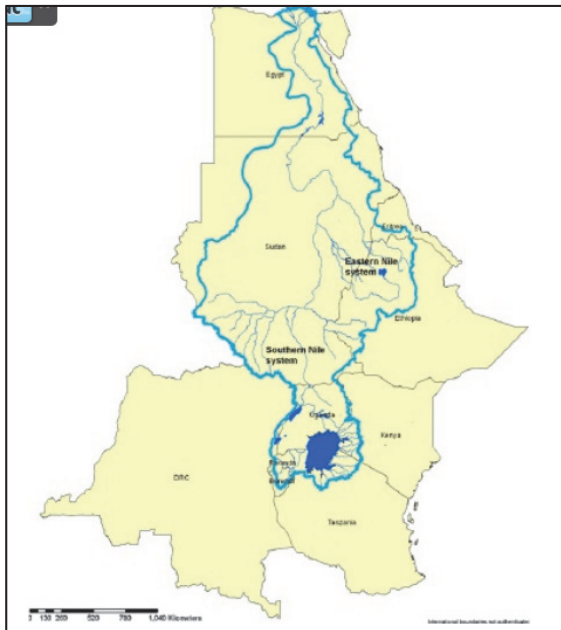 Egypt
Sudan
Eritrea
Eastern Nile
system
Ethiopia
Southern Nile
system
Uganda
Kenya
Rwanda
Burundi
DRC
Tanzania
0 130 260 520 780 1,040 Kilometers
International boundaries not authenticated